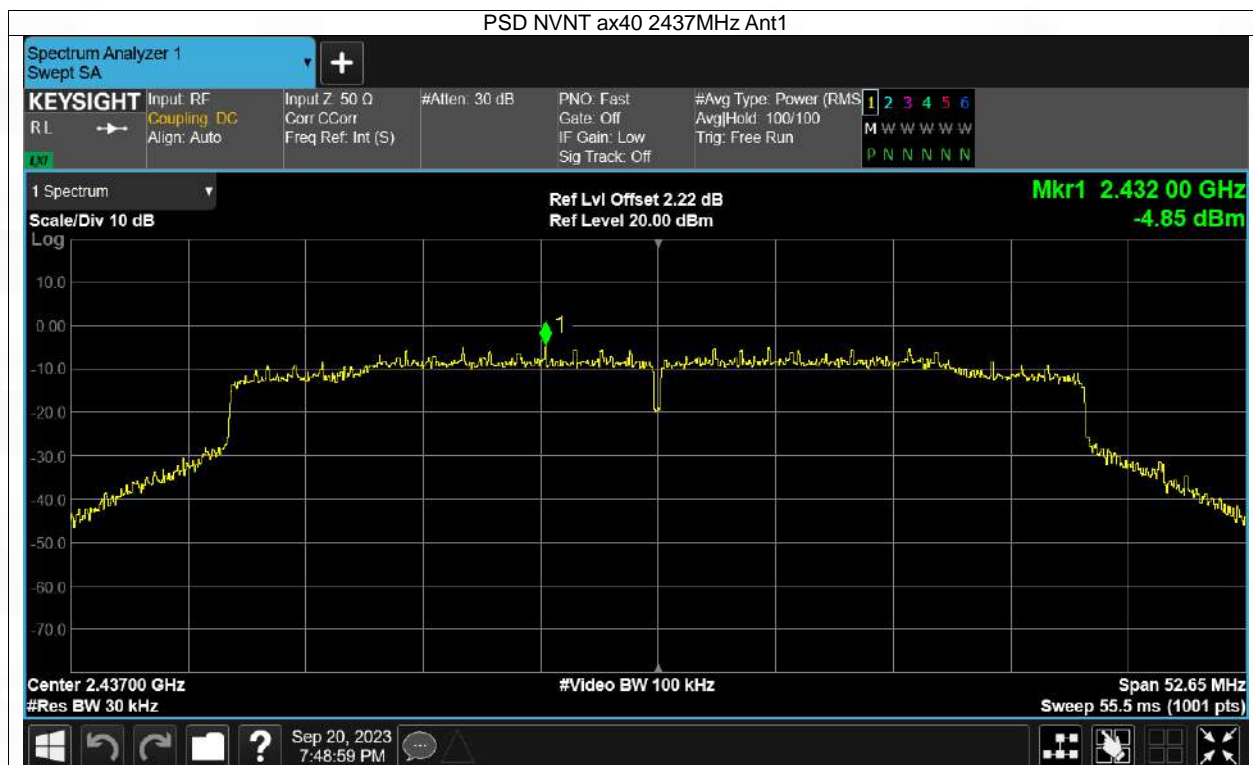 PSD NVNT ax40 2437MHz Ant1
Spectrum Analyzer 1
Swept SA
+
KEYSIGHT
RL
LXI
Input: RF
Coupling: DC
Align: Auto
Input Z: 50 Ω
Corr CCorr
Freq Ref: Int (S)
#Atten: 30 dB
PNO: Fast
Gate: Off
IF Gain: Low
Sig Track: Off
#Avg Type: Power (RMS
Avg|Hold: 100/100
Trig: Free Run
1 2 3 4 5 6
M W W W W W
P N N N N N
1 Spectrum
Scale/Div 10 dB
Ref Lvl Offset 2.22 dB
Ref Level 20.00 dBm
Mkr1 2.432 00 GHz
-4.85 dBm
Log
10.0
0.00
-10.0
-20.0
-30.0
-40.0
-50.0
-60.0
-70.0
1
Center 2.43700 GHz
#Res BW 30 kHz
#Video BW 100 kHz
Span 52.65 MHz
Sweep 55.5 ms (1001 pts)
?
Sep 20, 2023
7:48:59 PM